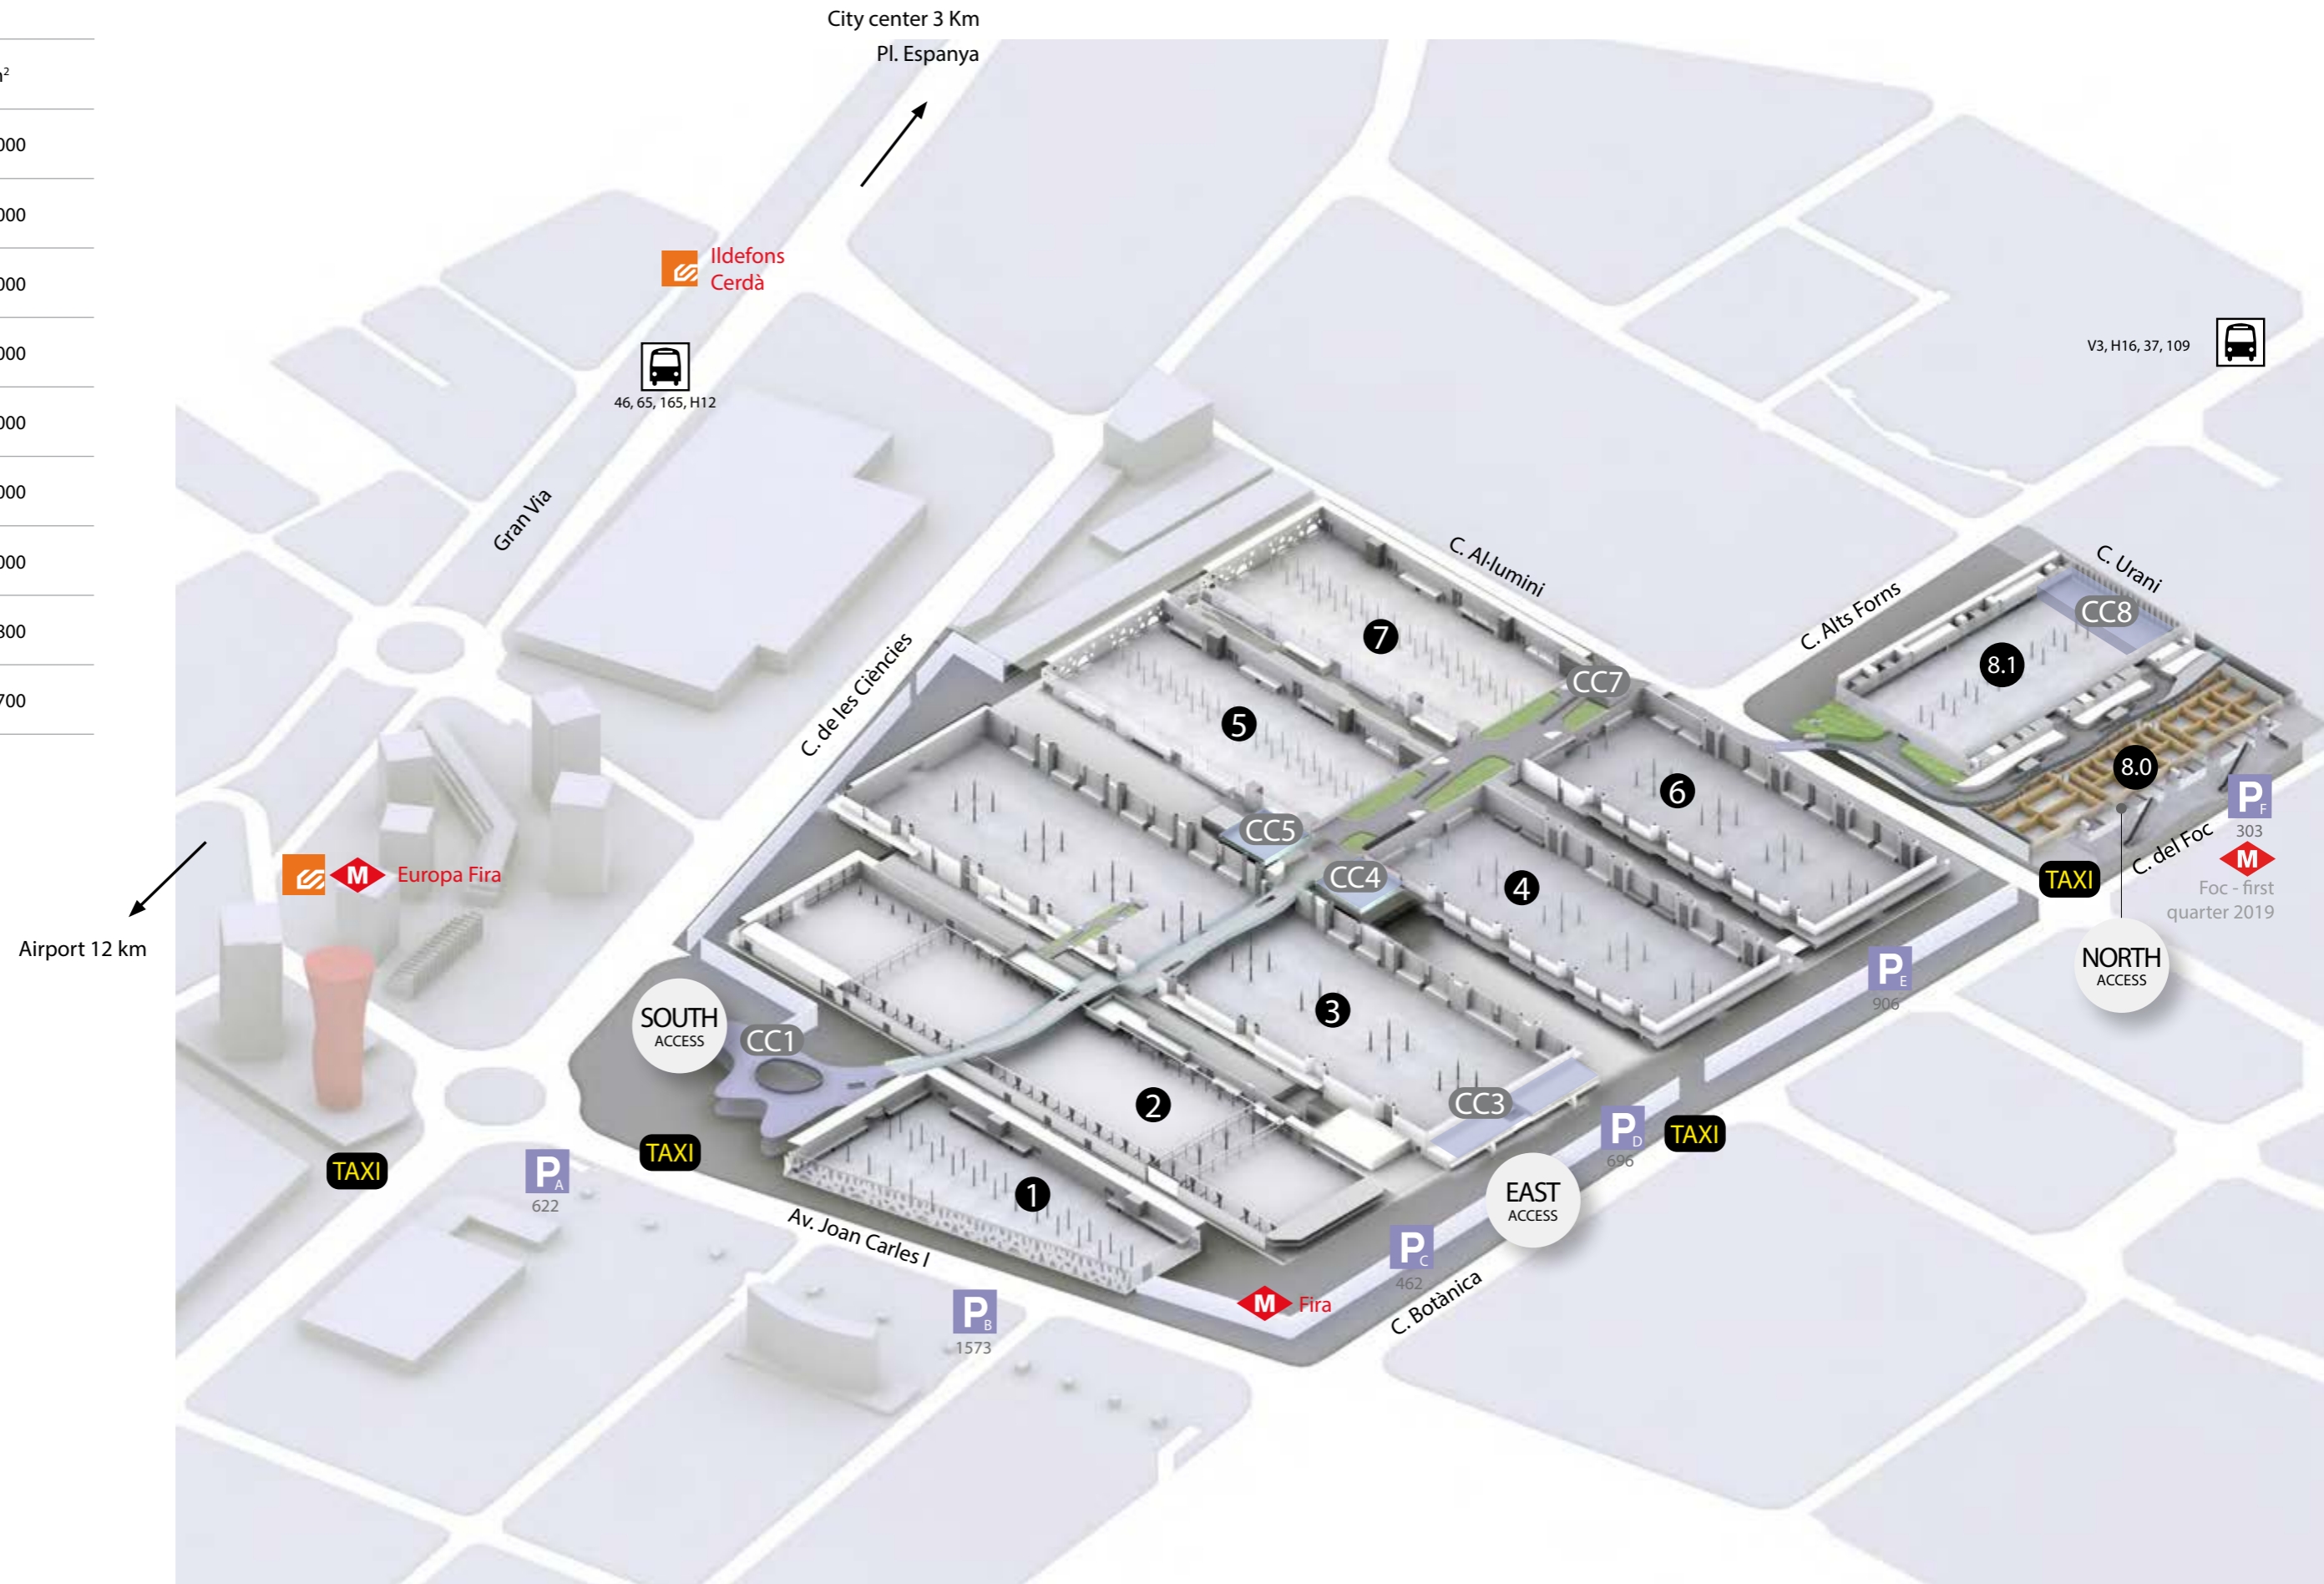 City center 3 Km
Pl. Espanya
Ildefons
Cerdà
46, 65, 165, H12
V3, H16, 37, 109
Gran Via
C. Al·lumini
C. Urani
C. Alts Forns
CC8
8.1
7
C. de les Ciències
CC7
5
6
8.0
P F
303
CC5
C. del Foc
M
Foc - first
quarter 2019
M Europa Fira
CC4
4
TAXI
Airport 12 km
NORTH
ACCESS
P E
906
SOUTH
ACCESS
CC1
3
2
CC3
P D
696
TAXI
TAXI
TAXI
P A
622
1
EAST
ACCESS
Av. Joan Carles I
P C
462
M Fira
C. Botànica
P B
1573